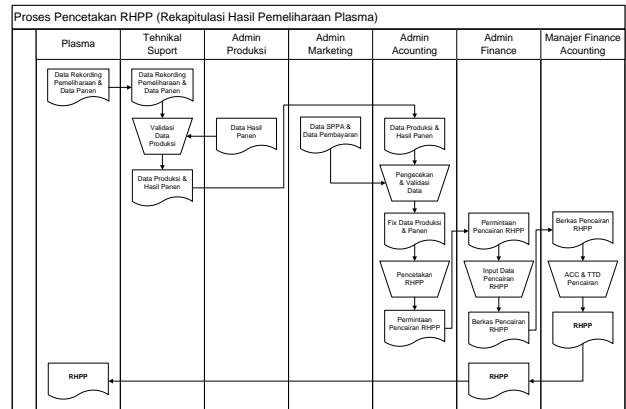 Proses Pencetakan RHPP (Rekapitulasi Hasil Pemeliharaan Plasma)
Plasma
Tehnikal
Suport
Admin
Produksi
Admin
Marketing
Admin
Acounting
Admin
Finance
Manajer Finance
Acounting
Data Rekording
Pemeliharaan &
Data Panen
Data Rekording
Pemeliharaan &
Data Panen
Validasi
Data
Produksi
Data Hasil
Panen
Data SPPA &
Data Pembayaran
Data Produksi &
Hasil Panen
Data Produksi &
Hasil Panen
Pengecekan
& Validasi
Data
Fix Data Produksi
& Panen
Permintaan
Pencairan RHPP
Berkas Pencairan
RHPP
Pencetakan
RHPP
Input Data
Pencairan
RHPP
ACC & TTD
Pencairan
Permintaan
Pencairan RHPP
Berkas Pencairan
RHPP
RHPP
RHPP
RHPP